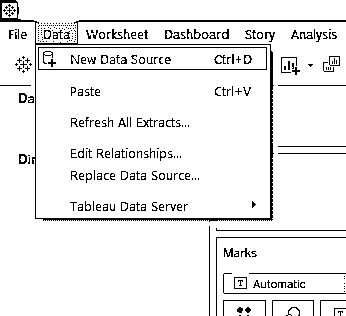 File Data Worksheet Dashboard Story Analysis
New Data Source Ctrl+D
Da
Paste Ctrl+V
Refresh All Extracts...
Edit Relationships...
Replace Data Source...
Tableau Data Server
Marks
T Automatic
T